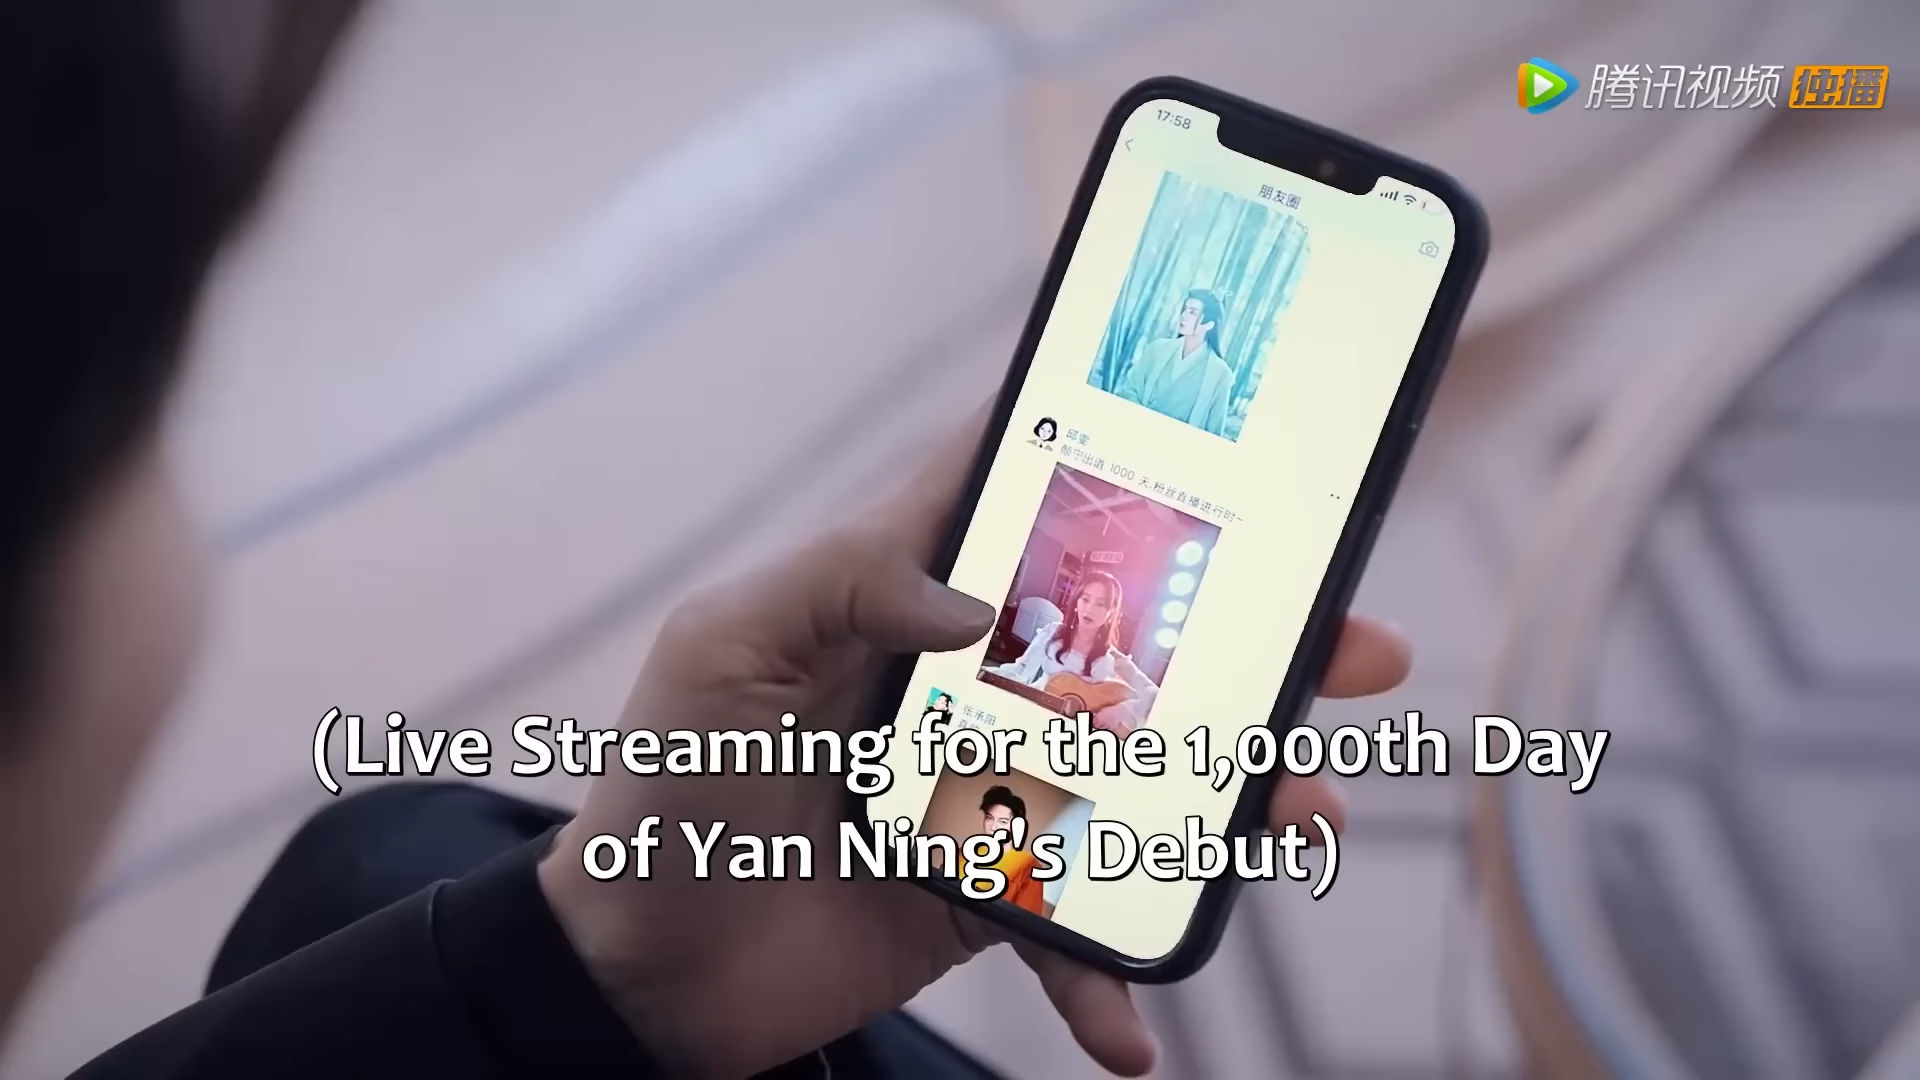 腾讯视频 独播
17:58
朋友圈
邱雯
颜宁出道 1000 天,粉丝直播进行时~
张承阳
(Live Streaming for the 1,000th Day
of Yan Ning's Debut)